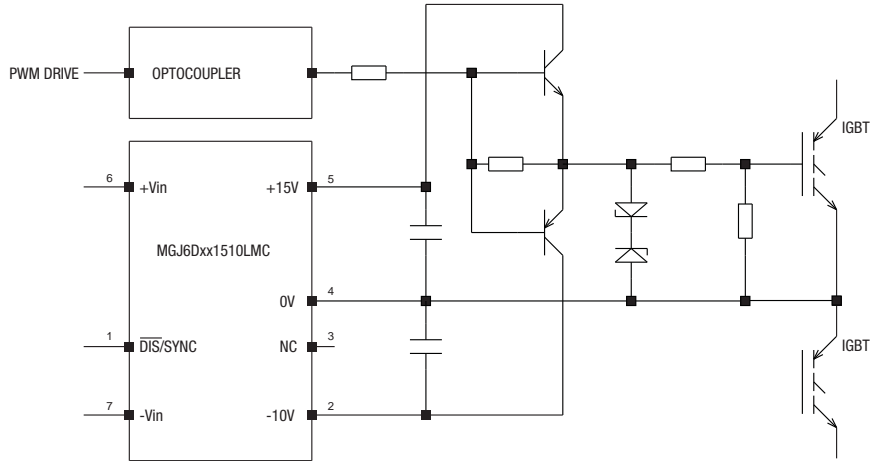 PWM DRIVE
OPTOCOUPLER
IGBT
6
+Vin
+15V
5
MGJ6Dxx1510LMC
0V
4
1
DIS/SYNC
NC
3
IGBT
7
-Vin
-10V
2